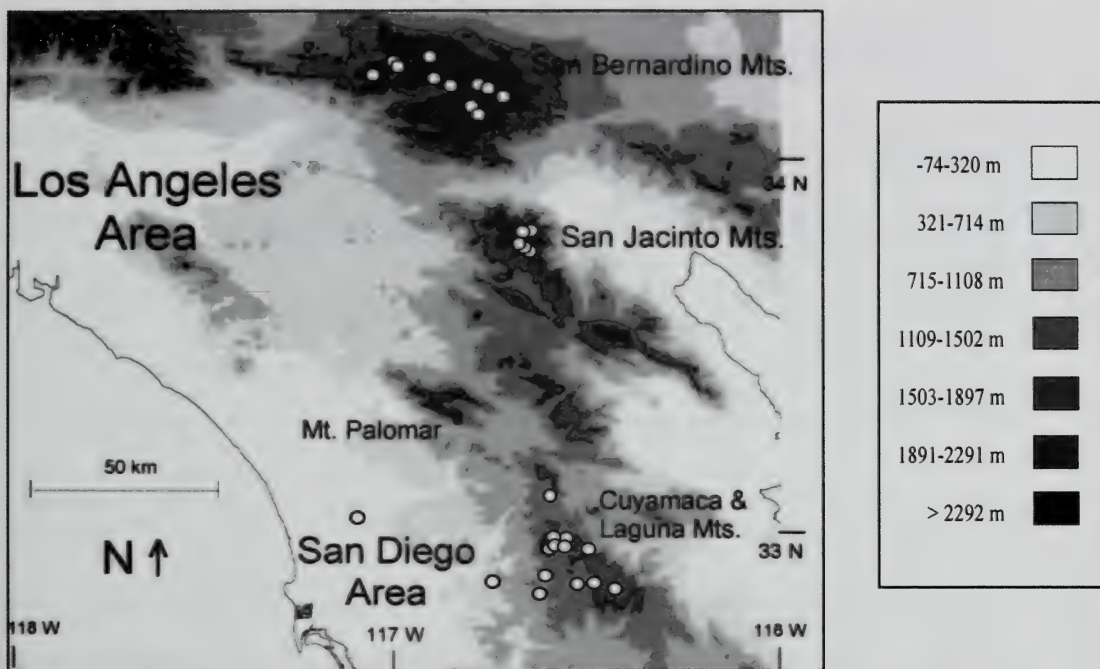 San Bernardino Mts.
Los Angeles
Area
34 N
San Jacinto Mts.
Mt. Palomar
50 km
Cuyamaca &
Laguna Mts.
N ↑
San Diego
Area
33 N
118 W
117 W
116 W
-74-320 m
321-714 m
715-1108 m
1109-1502 m
1503-1897 m
1891-2291 m
> 2292 m